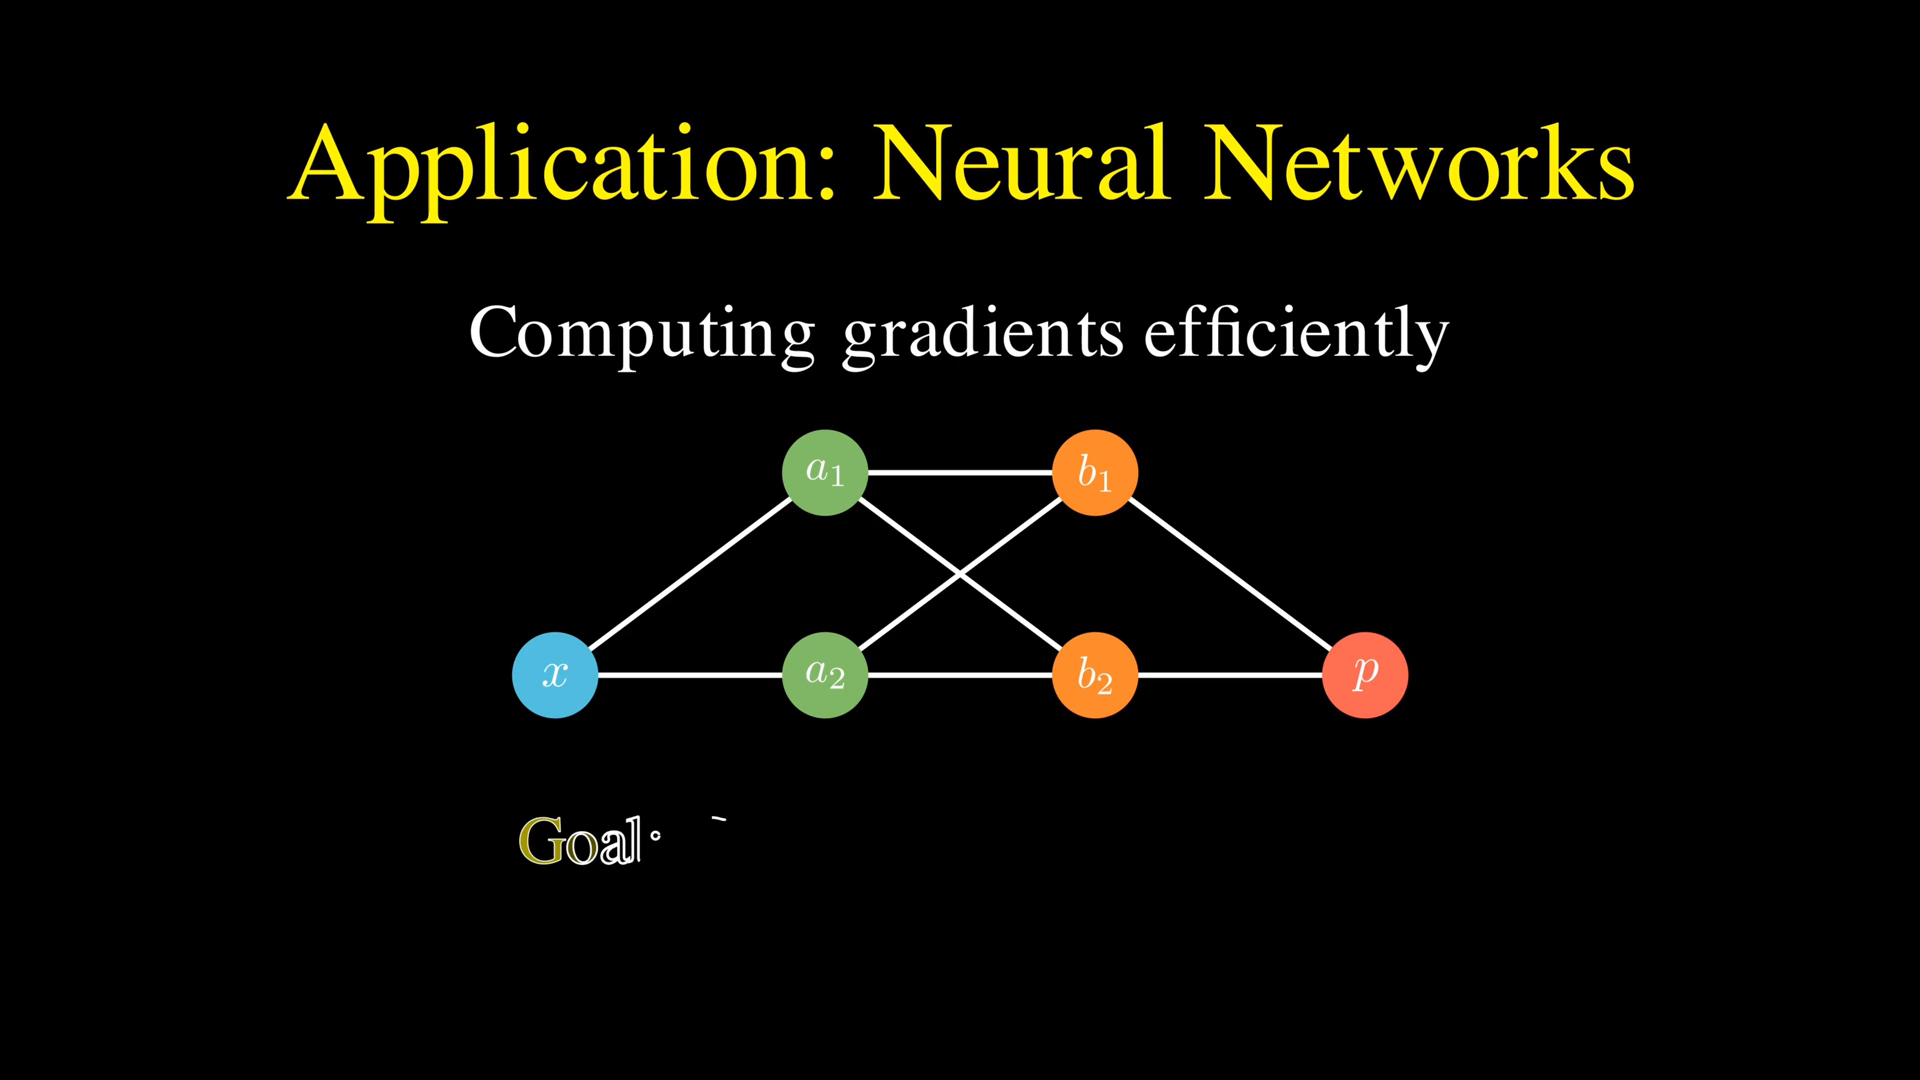 Application: Neural Networks
Computing gradients efficiently
a₁ b₁
x a₂ b₂ p
Goal: